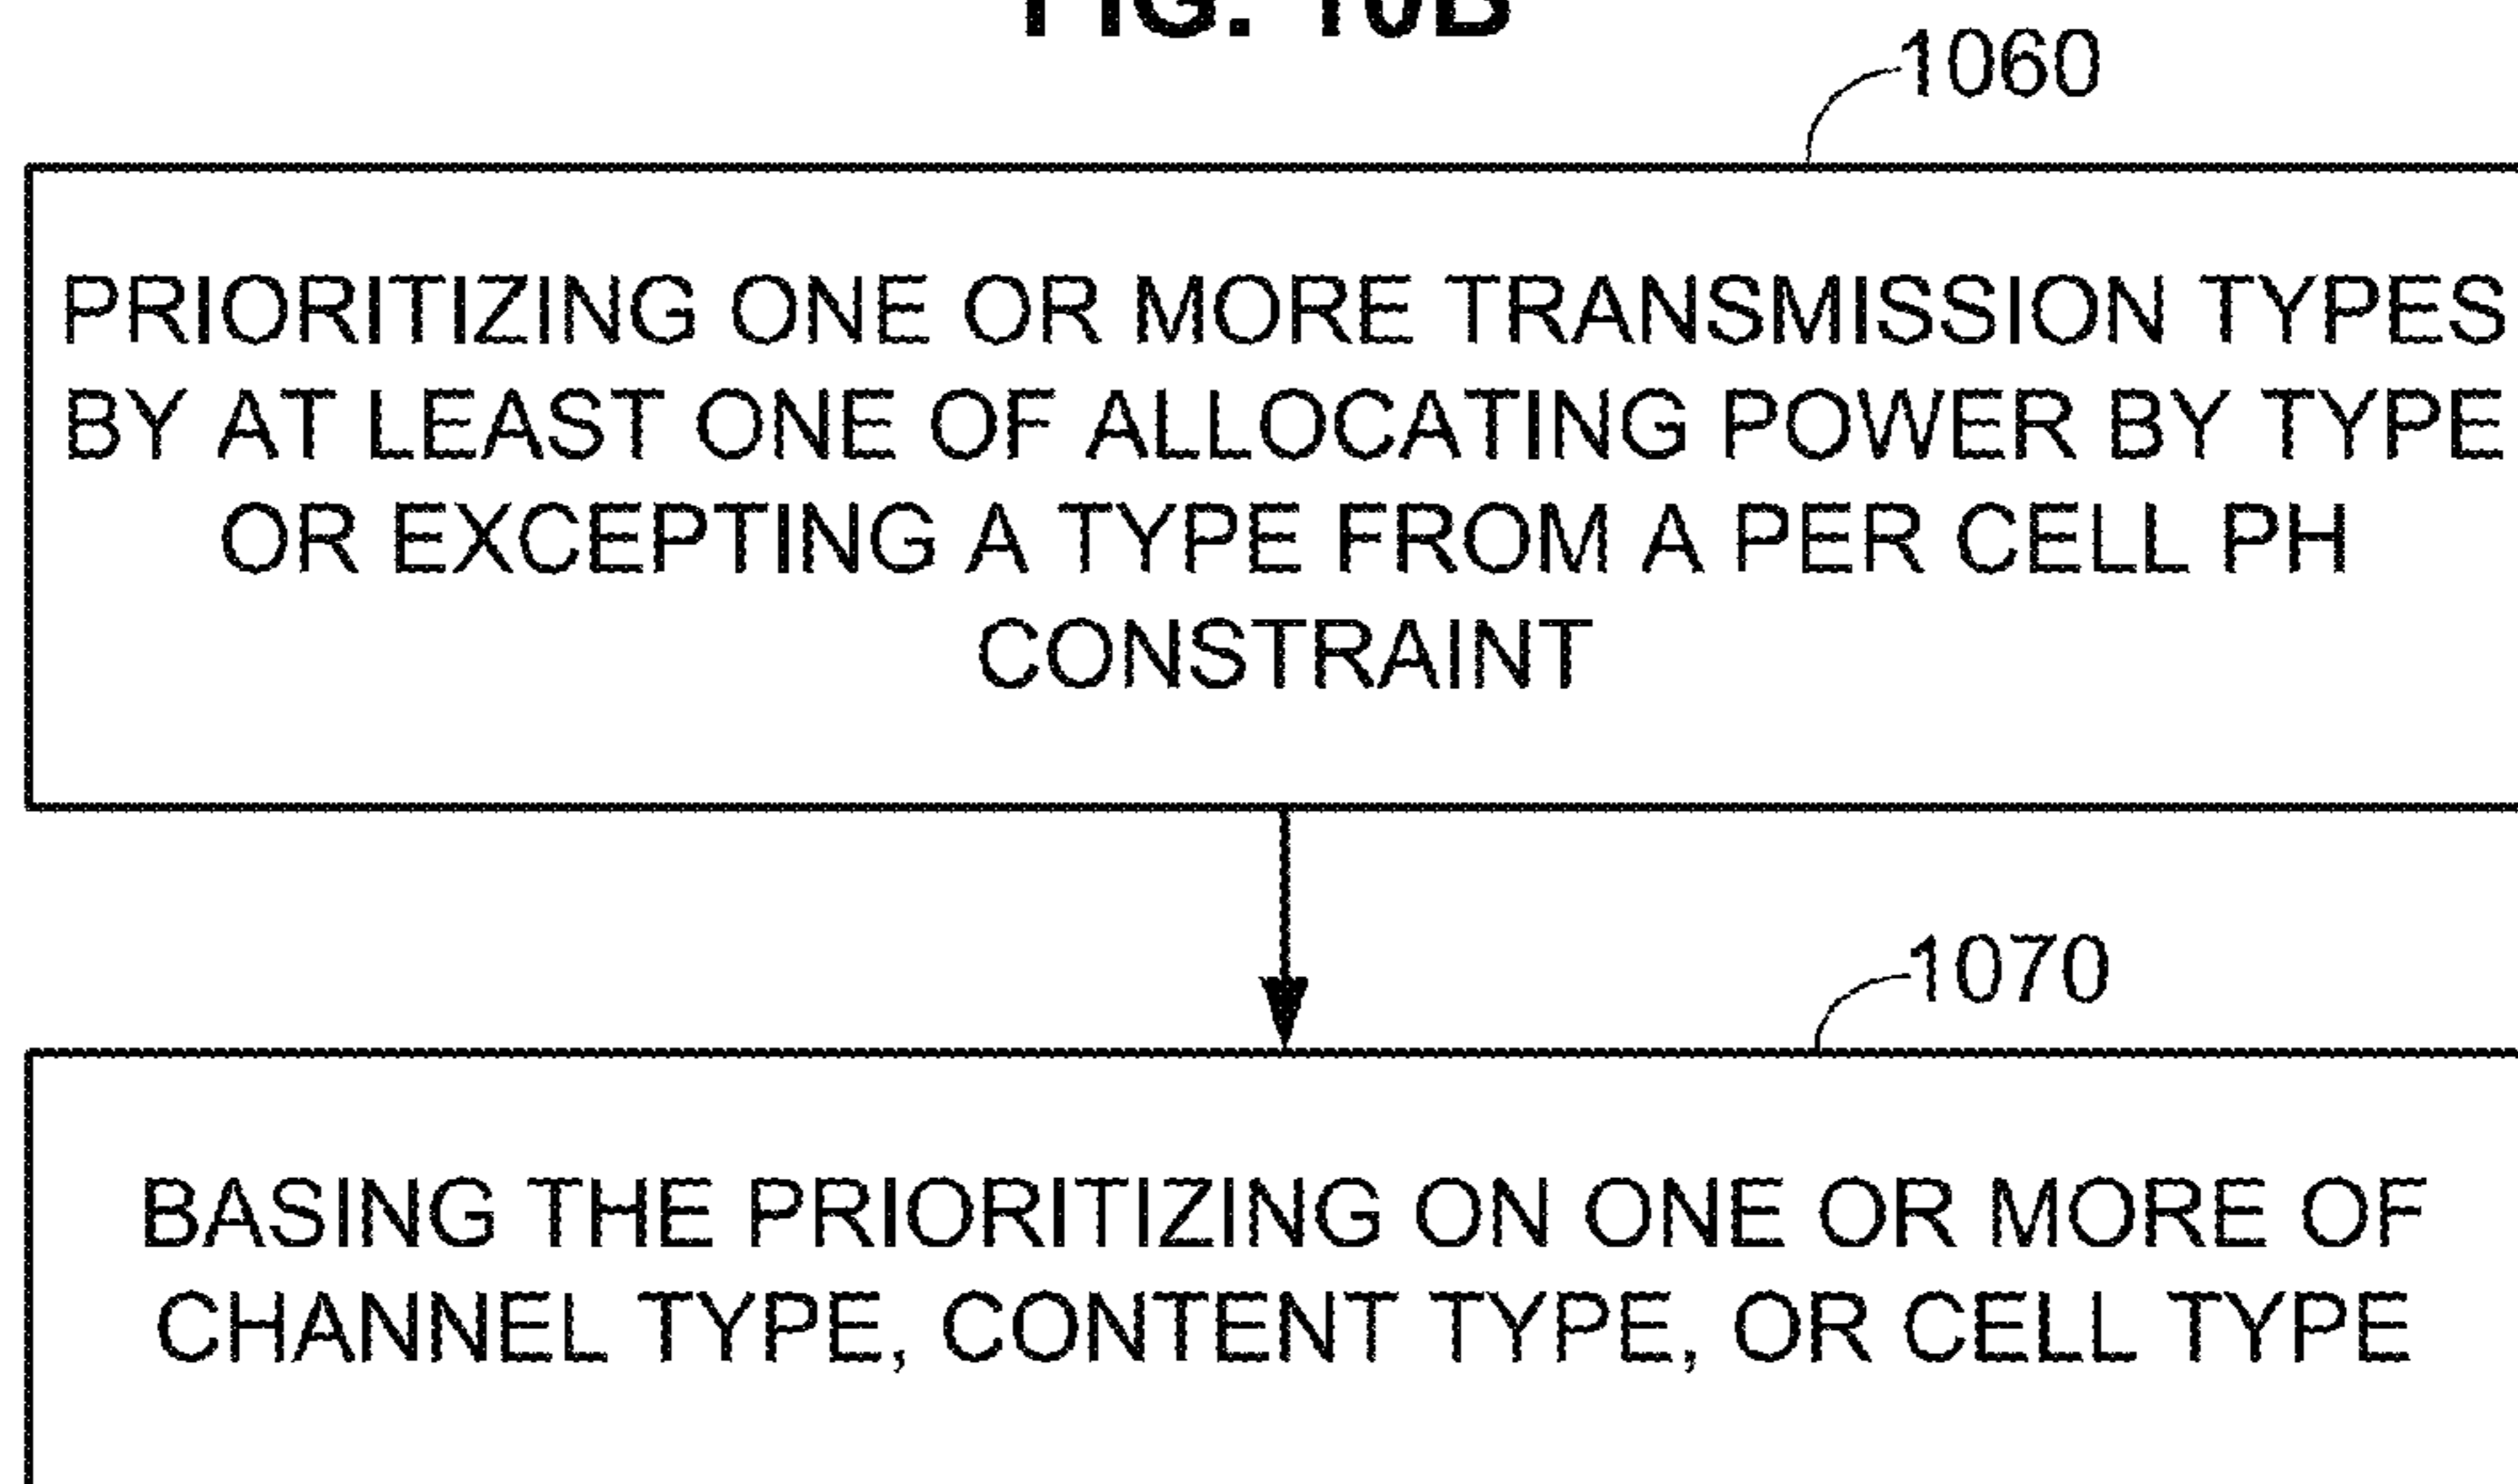 FIG. 10B
1060
PRIORITIZING ONE OR MORE TRANSMISSION TYPES
BY AT LEAST ONE OF ALLOCATING POWER BY TYPE
OR EXCEPTING A TYPE FROM A PER CELL PH
CONSTRAINT
1070
BASING THE PRIORITIZING ON ONE OR MORE OF
CHANNEL TYPE, CONTENT TYPE, OR CELL TYPE